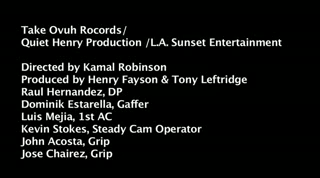 Take Ovuh Rocords/
Quiet Henry Production /L.A. Sunset Entertainment
Directed by Kamal Robinson
Produced by Henry Fayson & Tony Leftridge
Raul Hernandez, DP
Dominik Estarella, Gaffer
Luis Mejia, 1st AC
Kevin Stokes, Steady Cam Operator
John Acosta, Grip
Jose Chairez, Grip